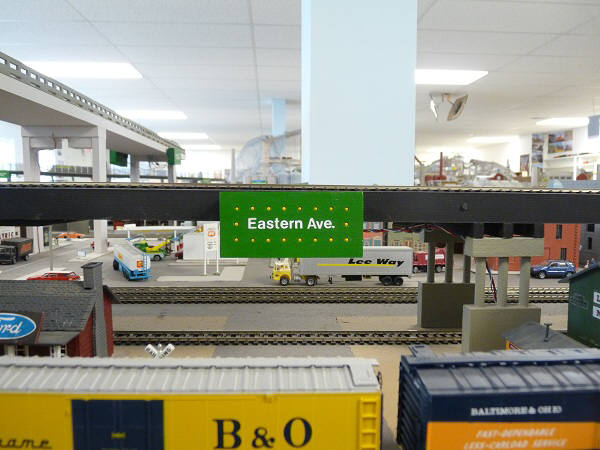 Eastern Ave.
Lee Way
Ford
B & O
BALTIMORE & OHIO
FAST-DEPENDABLE
LESS-CARLOAD SERVICE